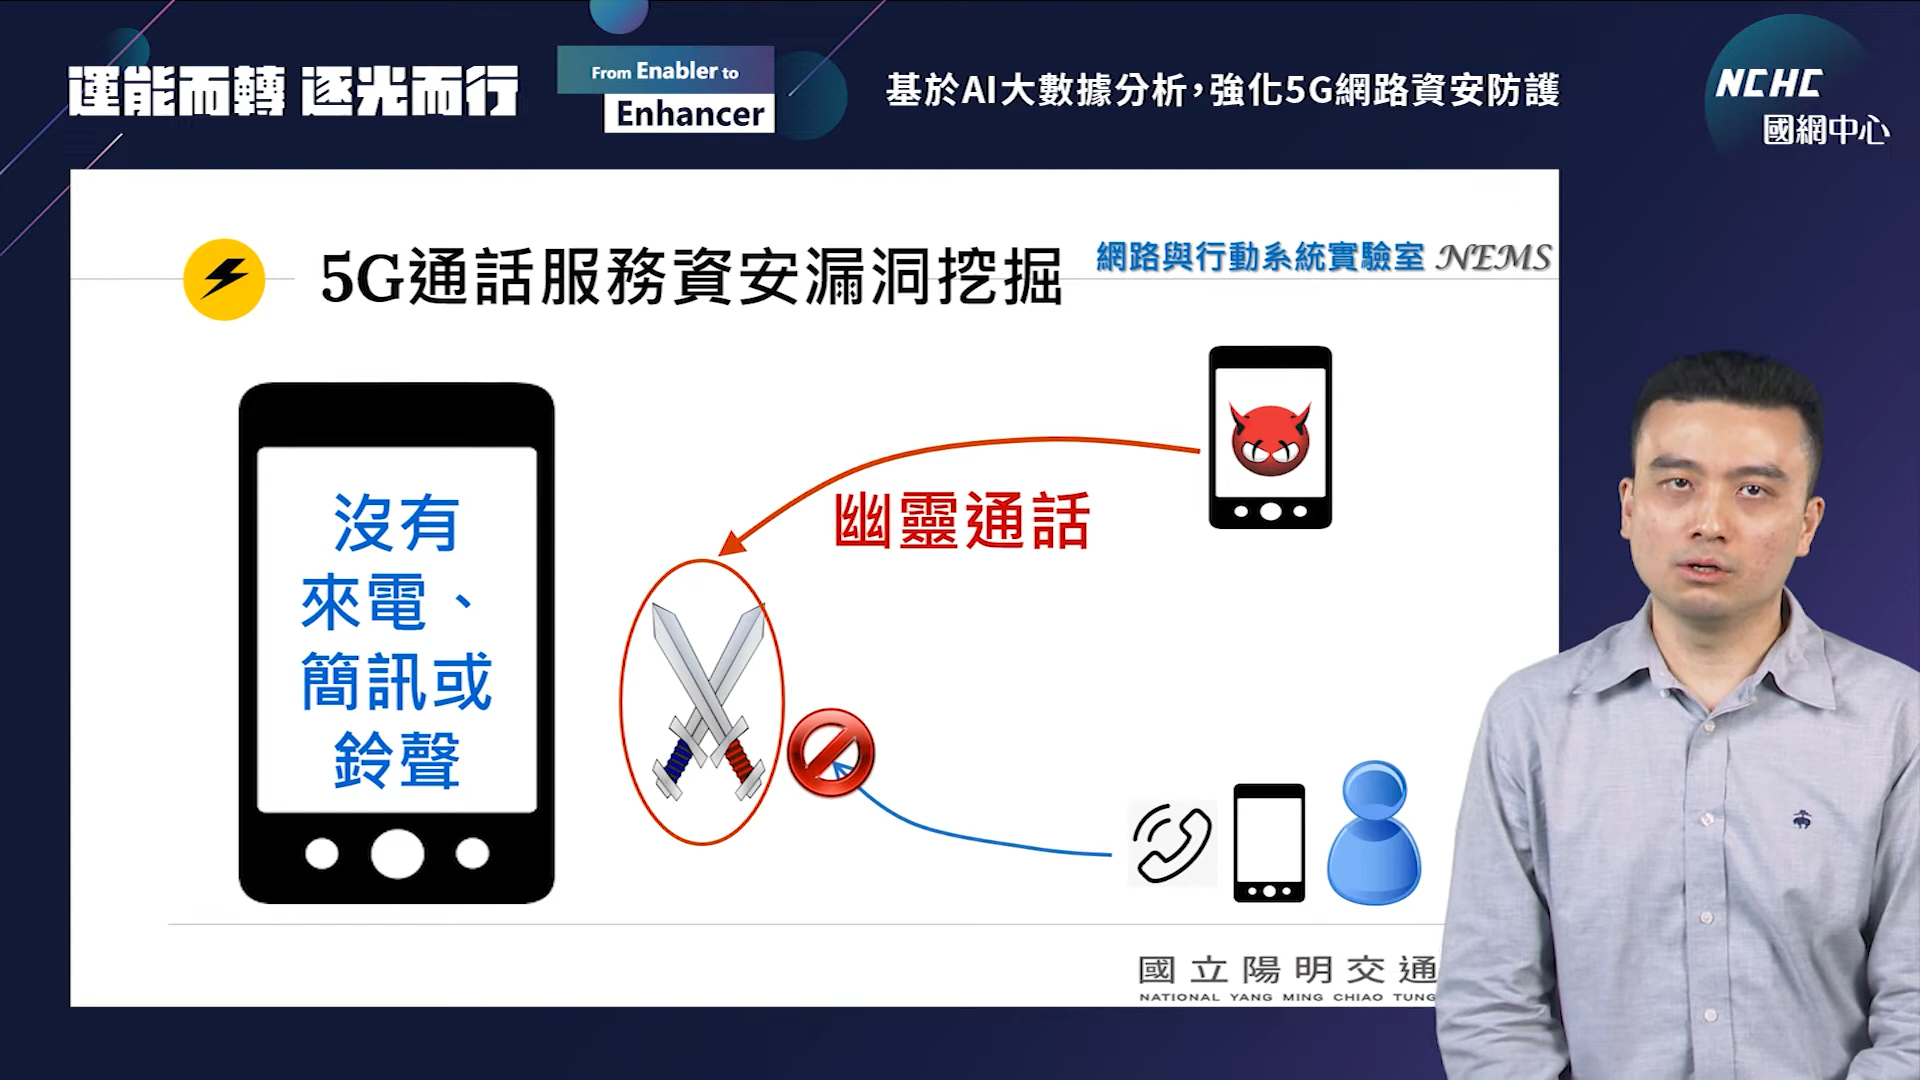 運能而轉 逐光而行
From Enabler to
Enhancer
基於AI大數據分析，強化5G網路資安防護
NCHC
國網中心
5G通話服務資安漏洞挖掘
網路與行動系統實驗室 NEMS
沒有
來電、
簡訊或
鈴聲
幽靈通話
國立陽明交通
NATIONAL YANG MING CHIAO TUNG